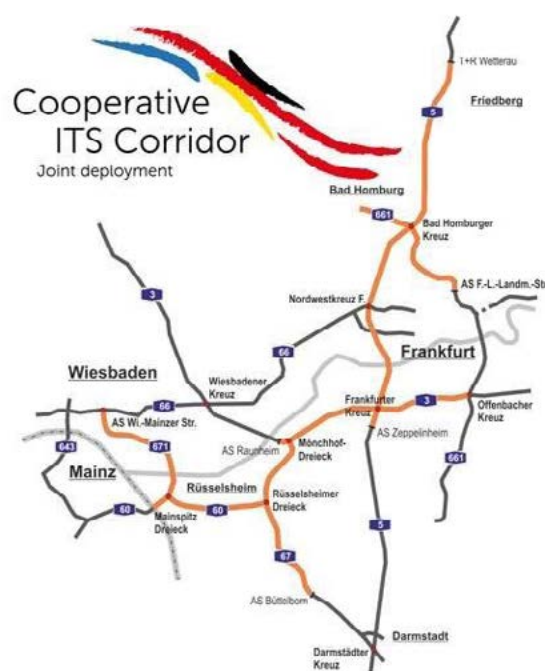 Cooperative
ITS Corridor
Joint deployment
T+R Wetterau
5
Friedberg
Bad Homburg
661
Bad Homburger
Kreuz
AS F.-L.-Landm.-Str
3
Nordwestkreuz F.
66
Frankfurt
Wiesbaden
Wiesbadener
Kreuz
66
AS Wi.-Mainzer Str.
Frankfurter
Kreuz
3
Offenbacher
Kreuz
AS Zeppelinheim
AS Raunheim
Mönchhof-
Dreieck
643
671
Mainz
661
Rüsselsheim
Rüsselsheimer
Dreieck
60
Mainspitz
Dreieck
60
5
67
AS Büttelborn
Darmstadt
Darmstädter
Kreuz